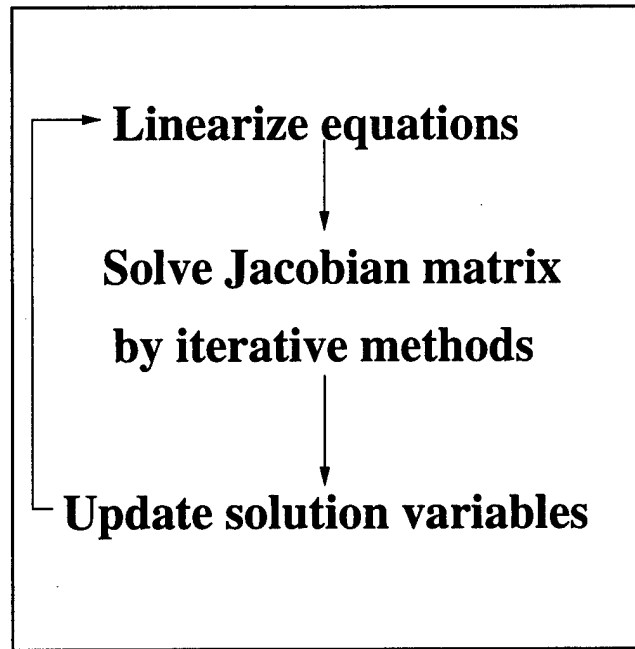 Linearize equations
Solve Jacobian matrix
by iterative methods
Update solution variables